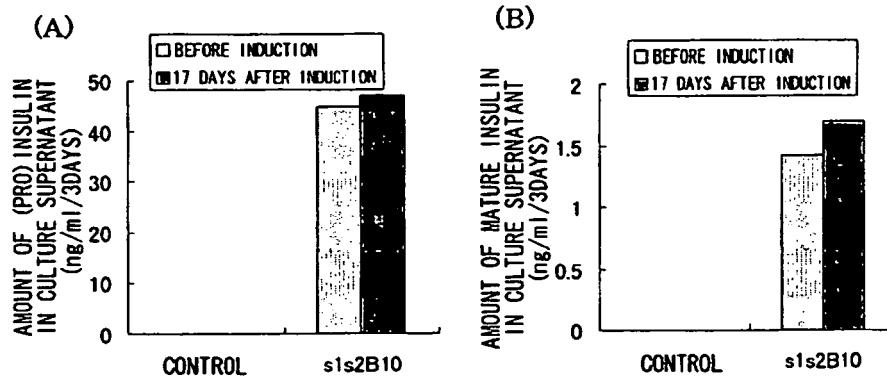 (A)
BEFORE INDUCTION
17 DAYS AFTER INDUCTION
AMOUNT OF (PRO)INSULIN
IN CULTURE SUPERNATANT
(ng/ml/3DAYS)
50
40
30
20
10
0
CONTROL
s1s2B10
(B)
BEFORE INDUCTION
17 DAYS AFTER INDUCTION
AMOUNT OF MATURE INSULIN
IN CULTURE SUPERNATANT
(ng/ml/3DAYS)
2
1.5
1
0.5
0
CONTROL
s1s2B10